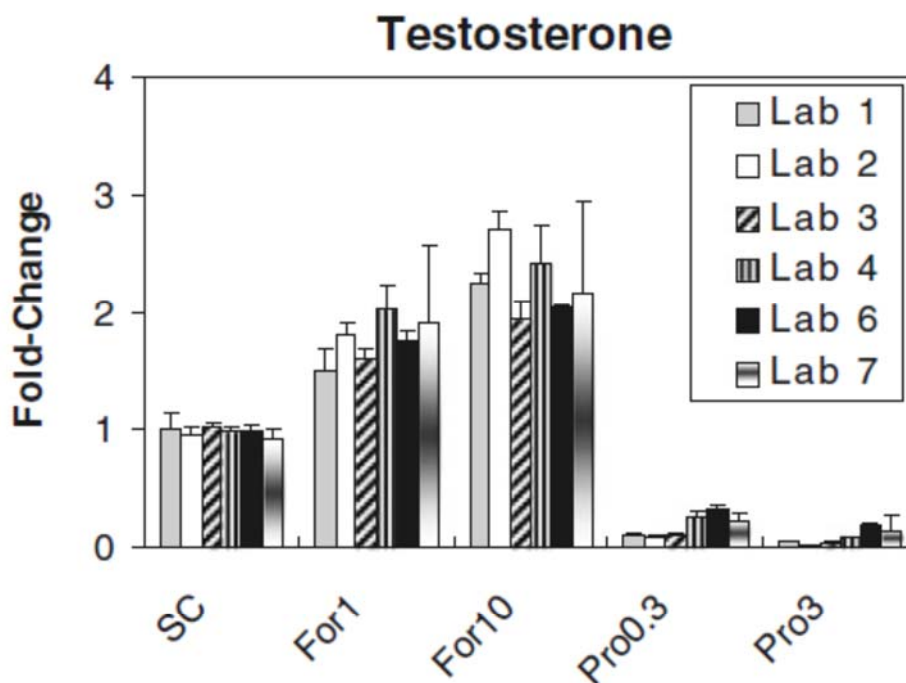 Testosterone
Fold-Change
4
3
2
1
0
Lab 1
Lab 2
Lab 3
Lab 4
Lab 6
Lab 7
SC
For1
For10
Pro0.3
Pro3